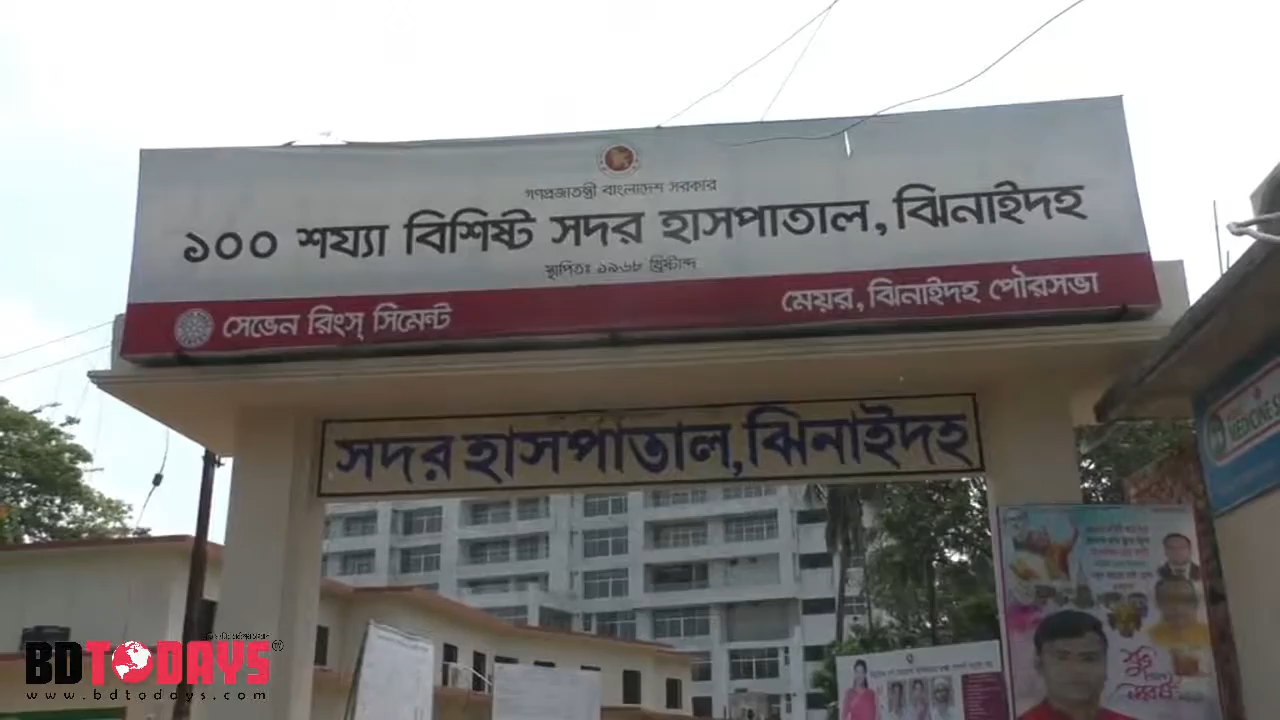 গণপ্রজাতন্ত্রী বাংলাদেশ সরকার
১০০ শয্যা বিশিষ্ট সদর হাসপাতাল, ঝিনাইদহ
স্থাপিতঃ ১৯৬৮ খ্রিষ্টাব্দ
সেভেন রিংস্ সিমেন্ট
মেয়র, ঝিনাইদহ পৌরসভা
সদর হাসপাতাল, ঝিনাইদহ
MEDICINE
BDTODAYS®
www.bdtodays.com